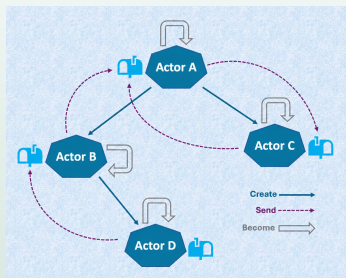 Actor A
Actor B
Actor C
Actor D
Create
Send
Become